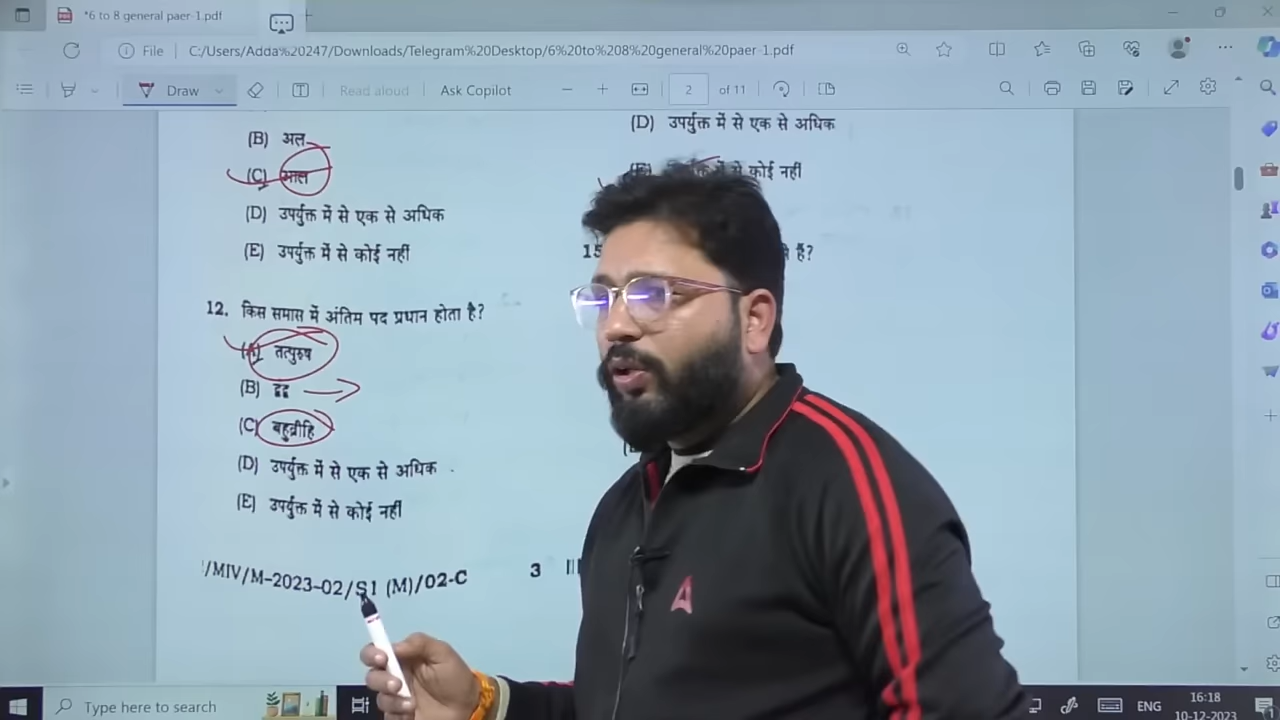 *6 to 8 general paer-1.pdf
File C:/Users/Adda%20247/Downloads/Telegram%20Desktop/6%20to%208%20general%20paer-1.pdf
Draw Read aloud Ask Copilot 2 of 11
(B) अल
(C) आल
(D) उपर्युक्त में से एक से अधिक
(E) उपर्युक्त में से कोई नहीं
12. किस समास में अंतिम पद प्रधान होता है?
(A) तत्पुरुष
(B) द्वंद्व
(C) बहुव्रीहि
(D) उपर्युक्त में से एक से अधिक
(E) उपर्युक्त में से कोई नहीं
/MIV/M-2023-02/S1 (M)/02-C
3
(D) उपर्युक्त में से एक से अधिक
में से कोई नहीं
15
हैं?
Type here to search
ENG
16:18
10-12-2023